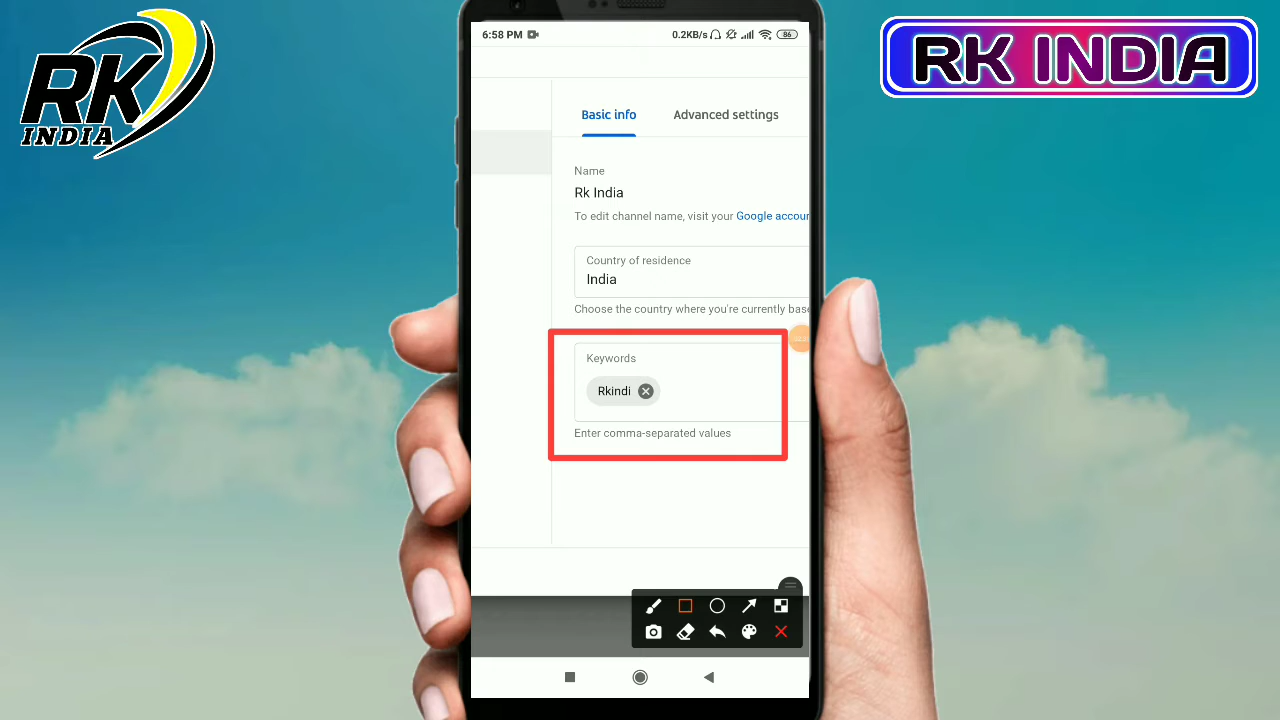 RK
INDIA
RK INDIA
6:58 PM
0.2KB/s
86
Basic info
Advanced settings
Name
Rk India
To edit channel name, visit your Google accour
Country of residence
India
Choose the country where you're currently base
Keywords
Rkindi
Enter comma-separated values